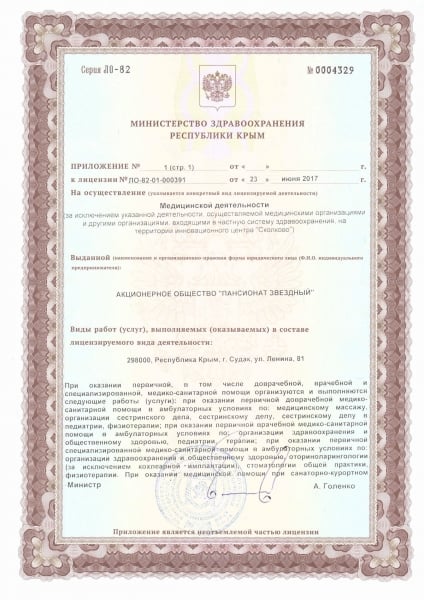 Серия ЛО-82
№ 0004329
МИНИСТЕРСТВО ЗДРАВООХРАНЕНИЯ
РЕСПУБЛИКИ КРЫМ
ПРИЛОЖЕНИЕ № 1 (стр. 1) от « » г.
к лицензии № ЛО-82-01-000391 от « 23 » июня 2017 г.
На осуществление (указывается конкретный вид лицензируемой деятельности)
Медицинской деятельности
(за исключением указанной деятельности, осуществляемой медицинскими организациями
и другими организациями, входящими в частную систему здравоохранения, на
территории инновационного центра "Сколково")
Выданной (наименование и организационно-правовая форма юридического лица (Ф.И.О. индивидуального
предпринимателя):
АКЦИОНЕРНОЕ ОБЩЕСТВО "ПАНСИОНАТ ЗВЕЗДНЫЙ"
Виды работ (услуг), выполняемых (оказываемых) в составе
лицензируемого вида деятельности:
298000, Республика Крым, г. Судак, ул. Ленина, 81
При оказании первичной, в том числе доврачебной, врачебной и
специализированной, медико-санитарной помощи организуются и выполняются
следующие работы (услуги): при оказании первичной доврачебной медико-
санитарной помощи в амбулаторных условиях по: медицинскому массажу,
организации сестринского дела, сестринскому делу, сестринскому делу в
педиатрии, физиотерапии; при оказании первичной врачебной медико-санитарной
помощи в амбулаторных условиях по: организации здравоохранения и
общественному здоровью, педиатрии, терапии; при оказании первичной
специализированной медико-санитарной помощи в амбулаторных условиях по:
организации здравоохранения и общественному здоровью, оториноларингологии
(за исключением кохлеарной имплантации), стоматологии общей практики,
физиотерапии. При оказании медицинской помощи при санаторно-курортном
Министр
А. Голенко
Приложение является неотъемлемой частью лицензии